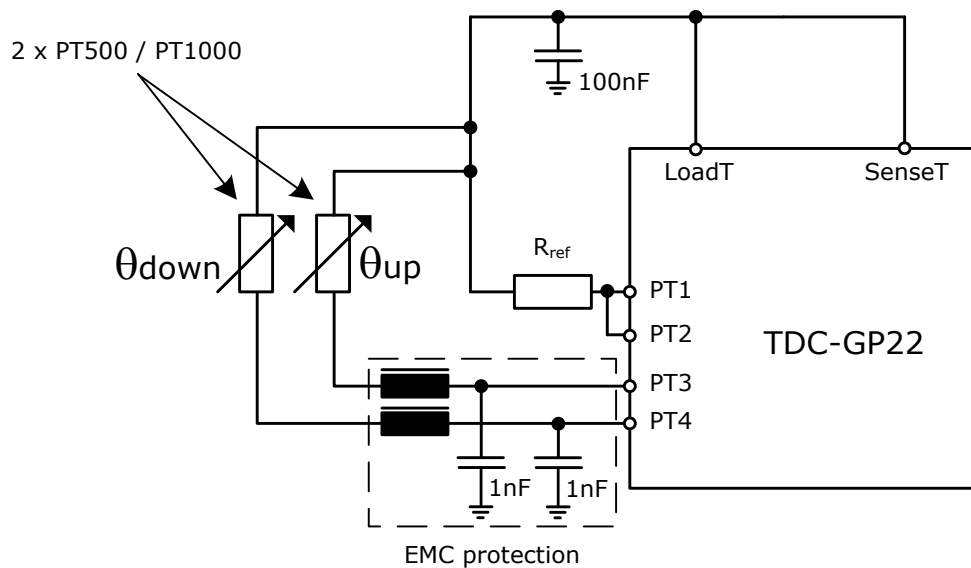 2 x PT500 / PT1000
100nF
LoadT
SenseT
θdown
θup
Rref
PT1
PT2
TDC-GP22
PT3
PT4
1nF
1nF
EMC protection